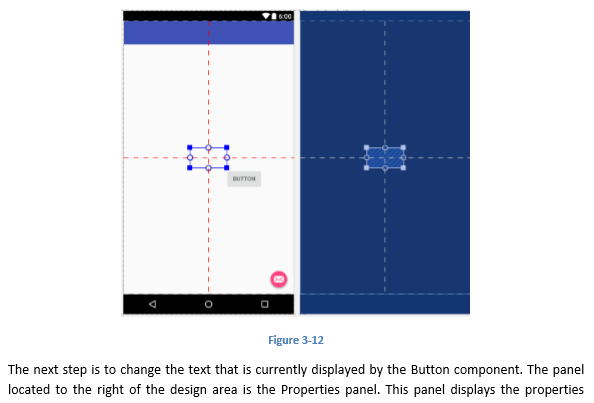 6:00
BUTTON
Figure 3-12
The next step is to change the text that is currently displayed by the Button component. The panel
located to the right of the design area is the Properties panel. This panel displays the properties